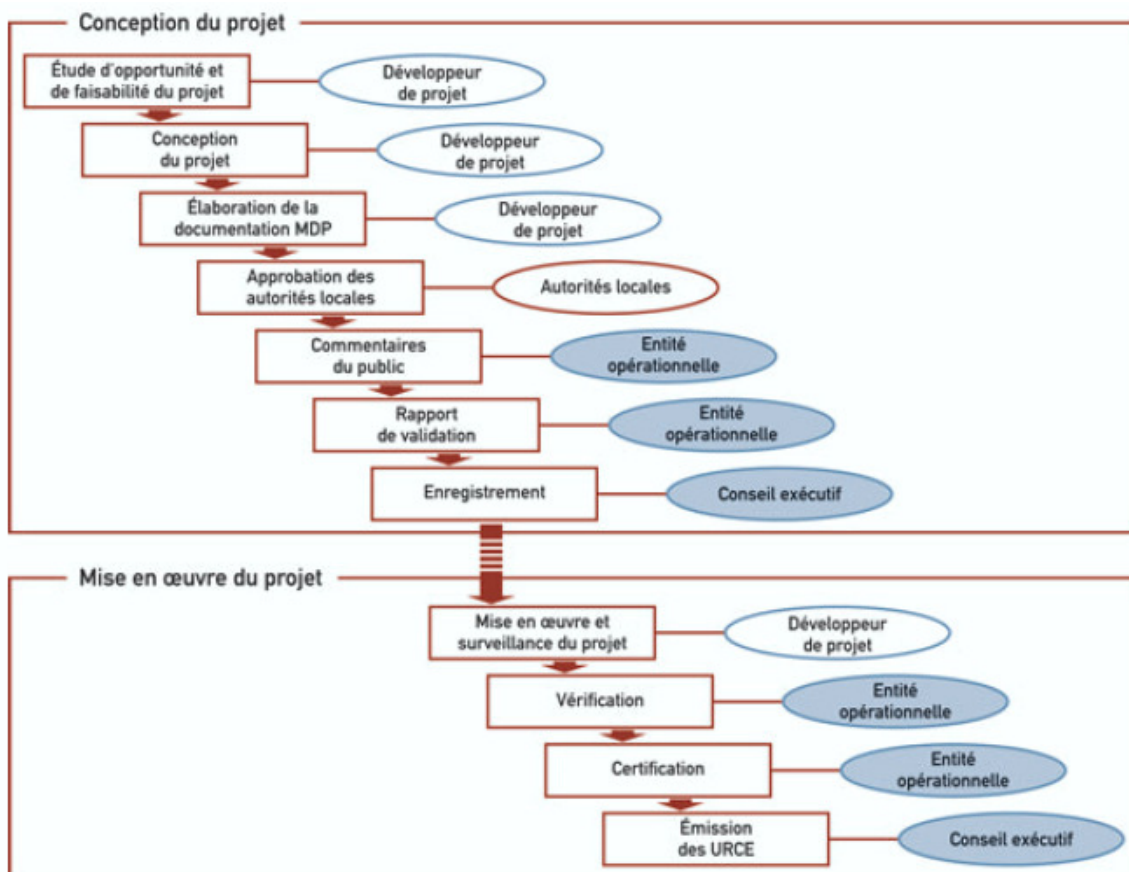 Conception du projet
Étude d'opportunité et
de faisabilité du projet
Développeur
de projet
Conception
du projet
Développeur
de projet
Élaboration de la
documentation MDP
Développeur
de projet
Approbation des
autorités locales
Autorités locales
Commentaires
du public
Entité
opérationnelle
Rapport
de validation
Entité
opérationnelle
Enregistrement
Conseil exécutif
Mise en œuvre du projet
Mise en œuvre et
surveillance du projet
Développeur
de projet
Vérification
Entité
opérationnelle
Certification
Entité
opérationnelle
Émission
des URCE
Conseil exécutif